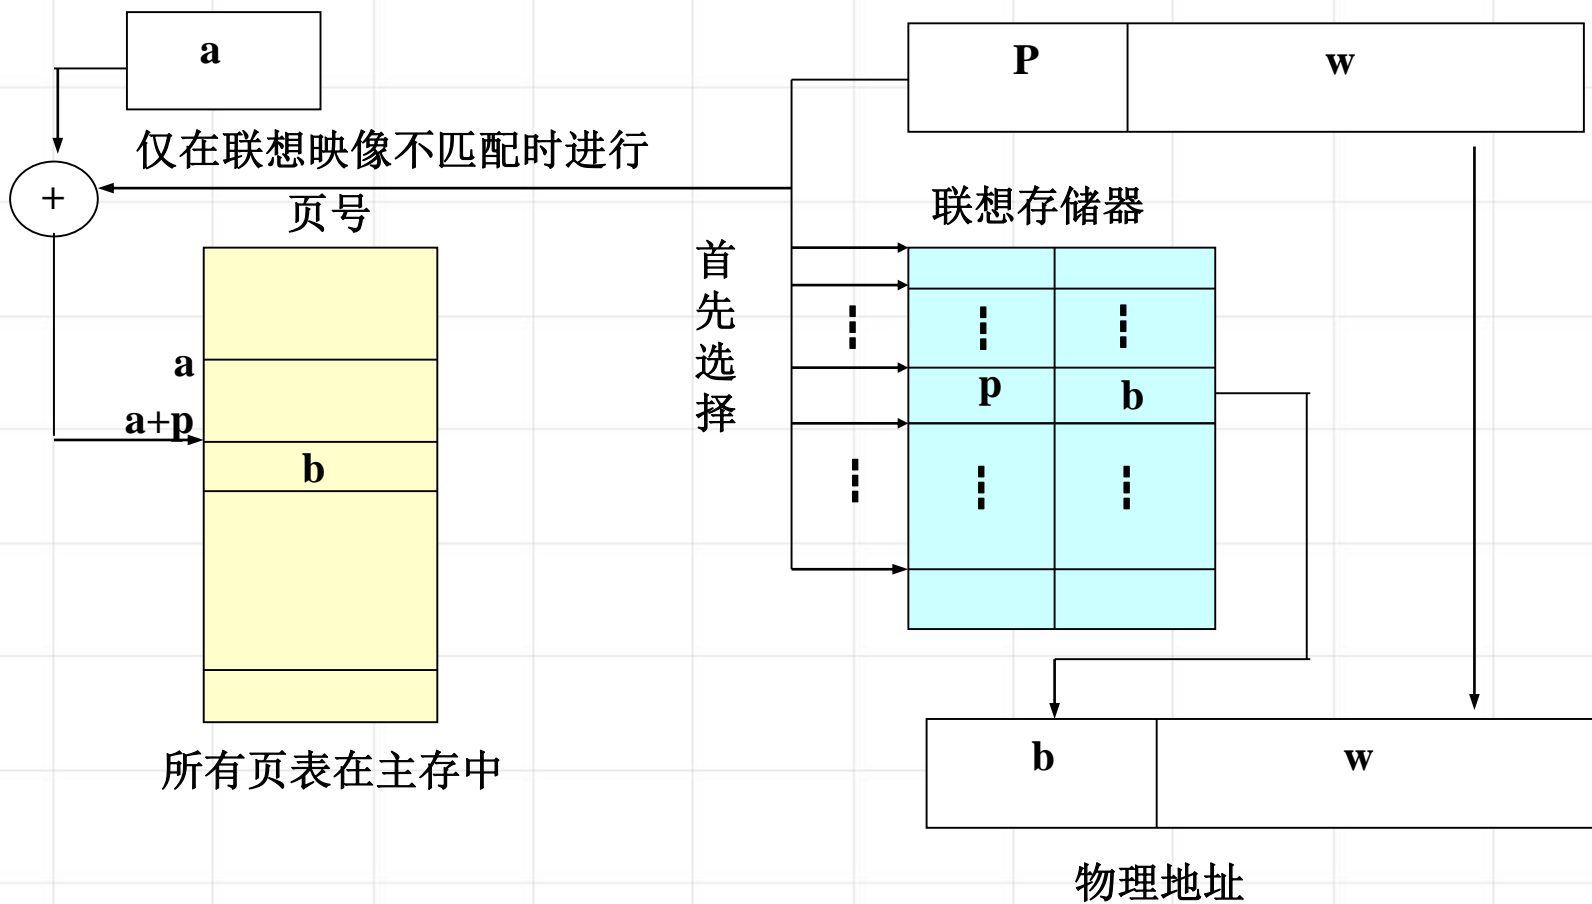 a
P
w
仅在联想映像不匹配时进行
+
页号
联想存储器
首先选择
a
p
b
a+p
b
所有页表在主存中
b
w
物理地址